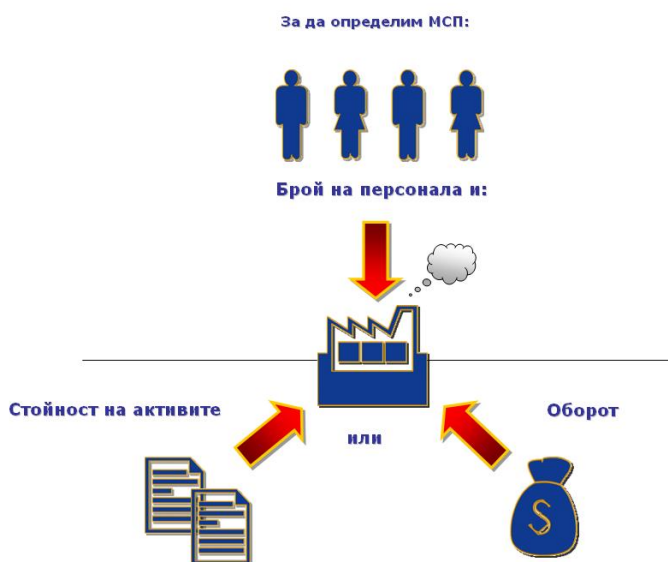 За да определим МСП:
Брой на персонала и:
Стойност на активите
Оборот
или
S